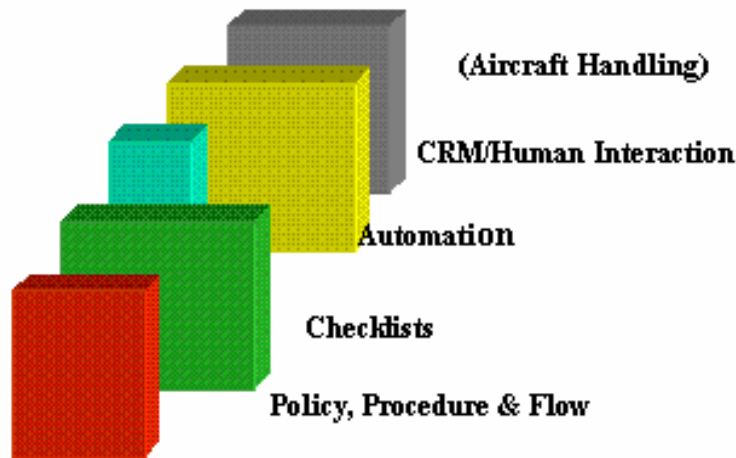 (Aircraft Handling)
CRM/Human Interaction
Automation
Checklists
Policy, Procedure & Flow